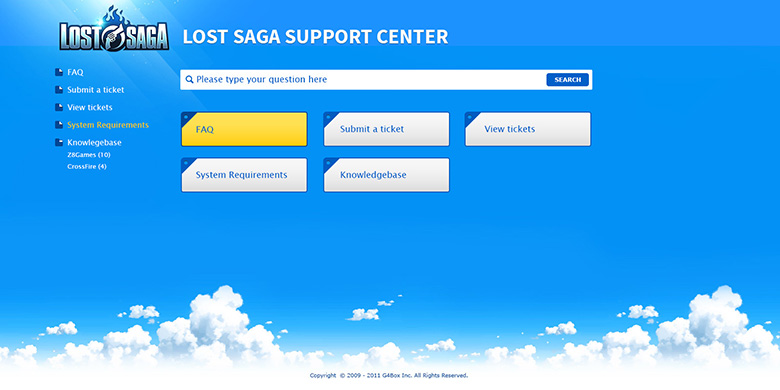 LOST SAGA
LOST SAGA SUPPORT CENTER
FAQ
Submit a ticket
View tickets
System Requirements
Knowlegebase
Z8Games (10)
CrossFire (4)
Please type your question here
SEARCH
FAQ
Submit a ticket
View tickets
System Requirements
Knowledgebase
Copyright © 2009 - 2011 G4Box Inc. All Rights Reserved.